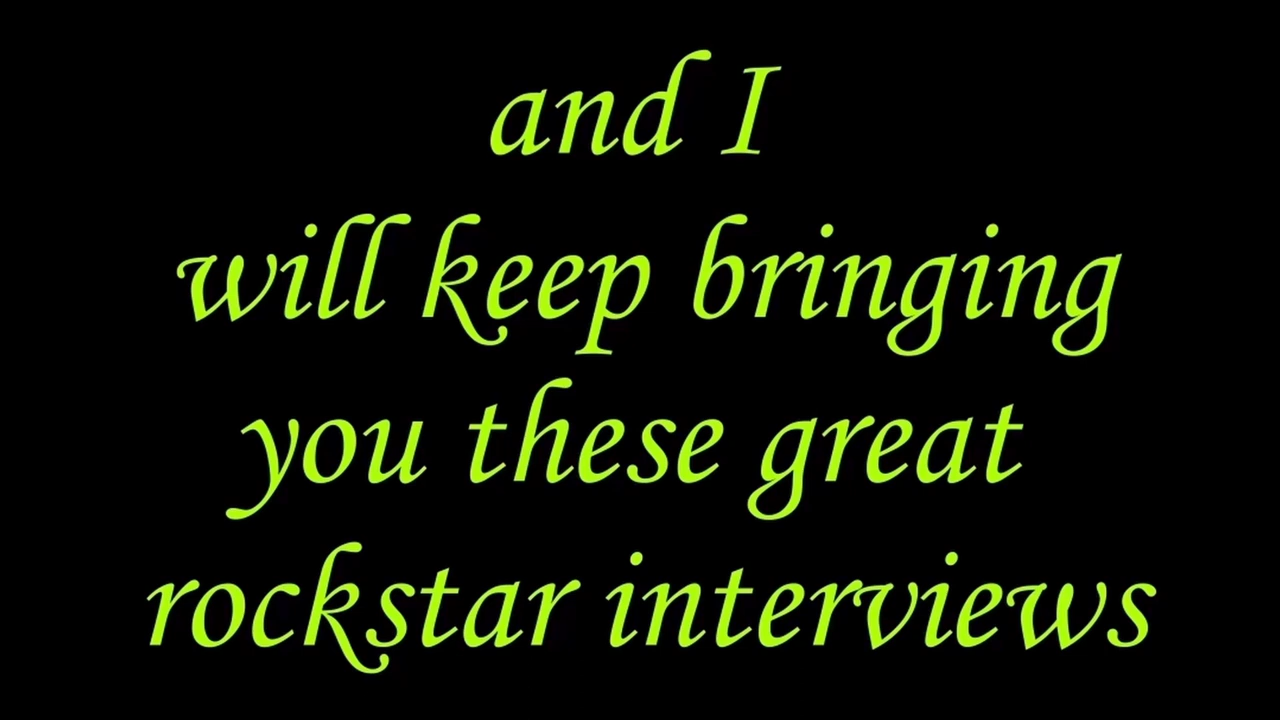 and I
will keep bringing
you these great
rockstar interviews